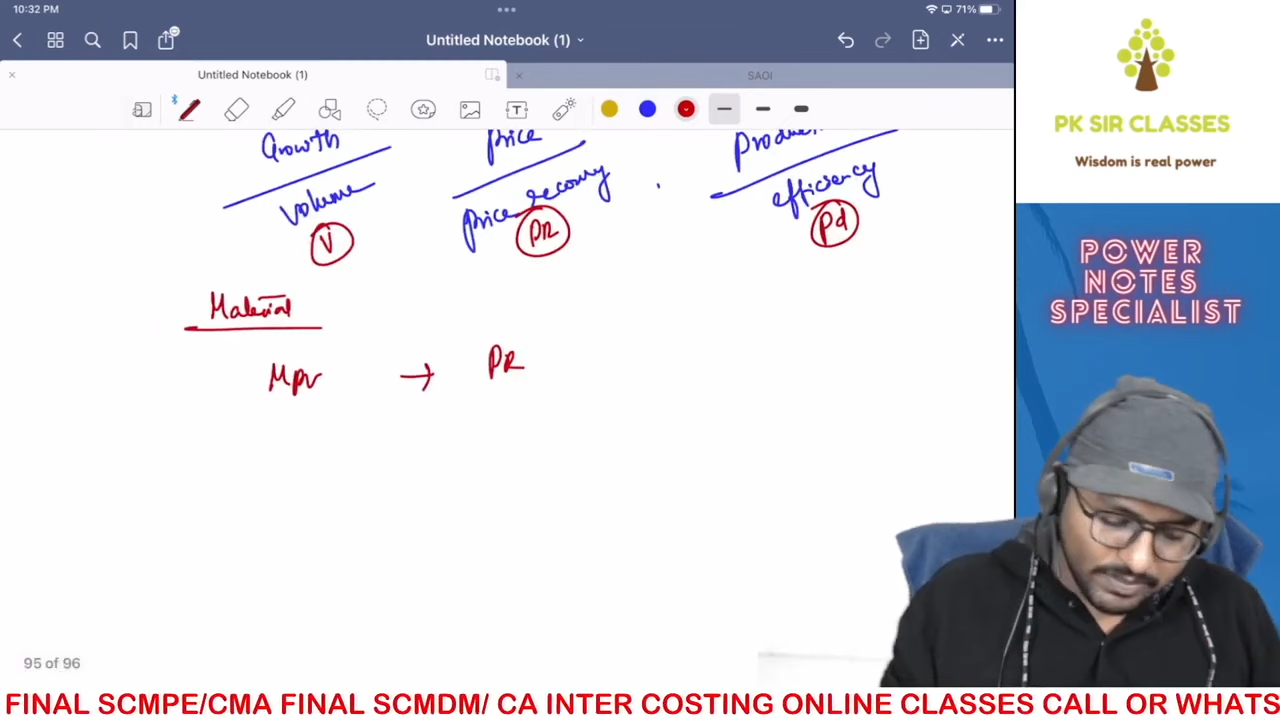 10:32 PM
71%
Untitled Notebook (1)
Untitled Notebook (1)
SAOI
Growth
Price
Volume
Price recovery
efficiency
V
PR
Pd
Material
Mpv → PR
95 of 96
PK SIR CLASSES
Wisdom is real power
POWER
NOTES
SPECIALIST
FINAL SCMPE/CMA FINAL SCMDM/ CA INTER COSTING ONLINE CLASSES CALL OR WHATS